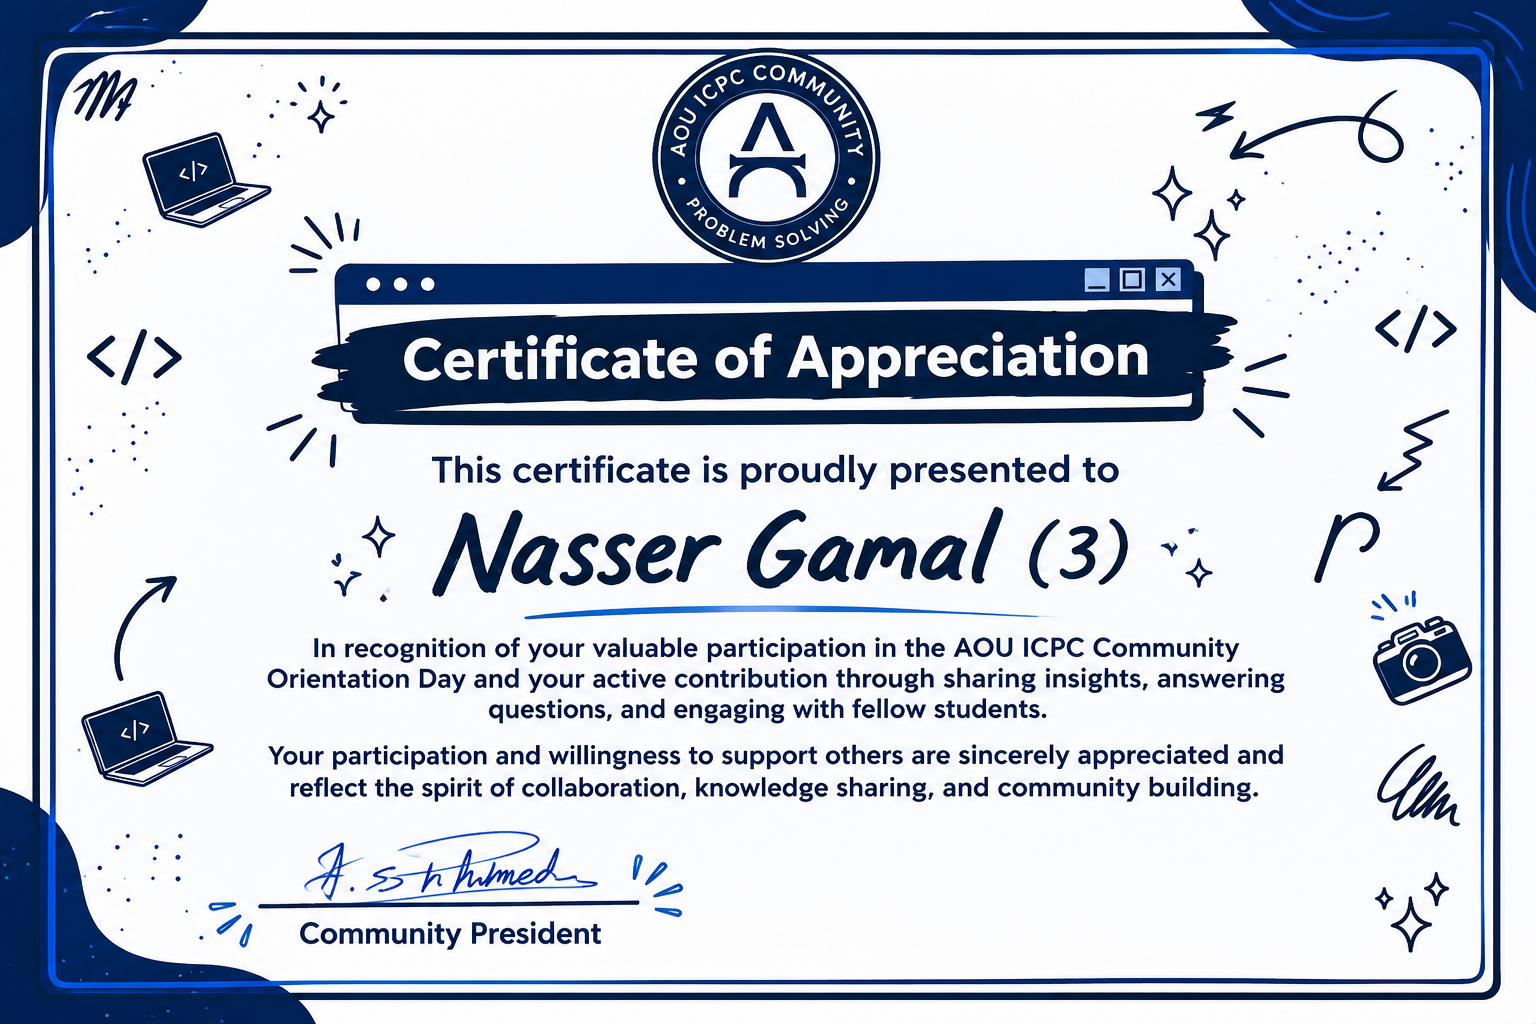 AOU ICPC COMMUNITY
PROBLEM SOLVING
</>
</>
</>
Certificate of Appreciation
This certificate is proudly presented to
Nasser Gamal (3)
In recognition of your valuable participation in the AOU ICPC Community
Orientation Day and your active contribution through sharing insights, answering
questions, and engaging with fellow students.
Your participation and willingness to support others are sincerely appreciated and
reflect the spirit of collaboration, knowledge sharing, and community building.
</>
Community President